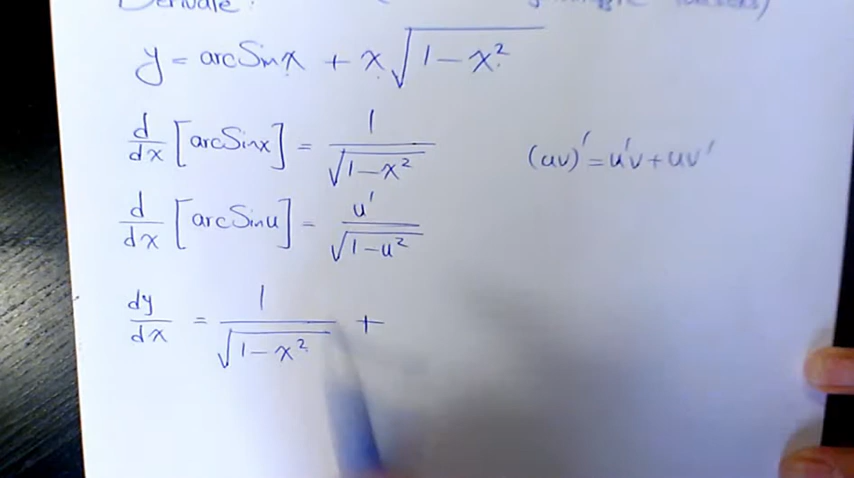 Derivate:
y = arcSinx + x√(1 - x²)
d/dx [arcSinx] = 1/√(1-x²)
(uv)' = u'v + uv'
d/dx [arcSinu] = u'/√(1-u²)
dy/dx = 1/√(1-x²) +